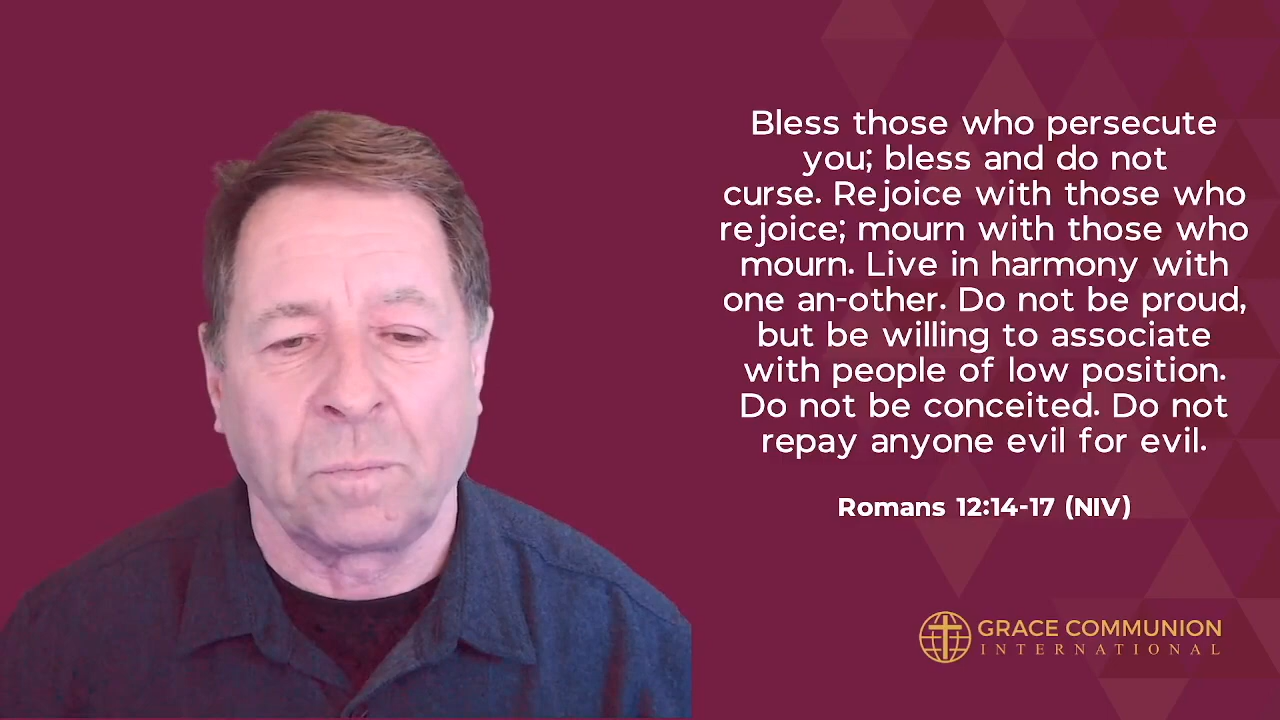 Bless those who persecute
you; bless and do not
curse. Rejoice with those who
rejoice; mourn with those who
mourn. Live in harmony with
one an-other. Do not be proud,
but be willing to associate
with people of low position.
Do not be conceited. Do not
repay anyone evil for evil.
Romans 12:14-17 (NIV)
GRACE COMMUNION
INTERNATIONAL